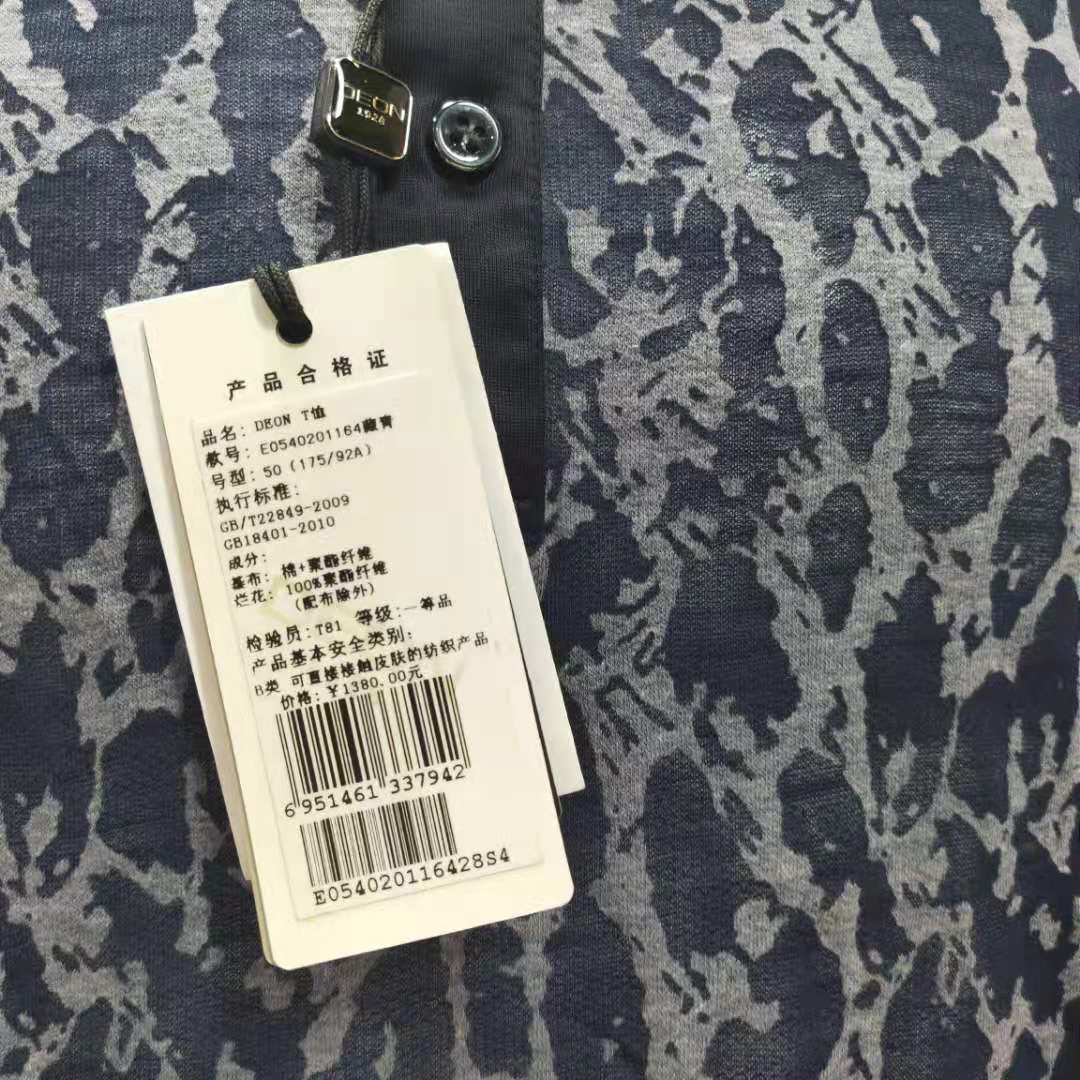 DEON
1926
产品合格证
品名: DEON T恤
款号: E0540201164藏青
号型: 50 (175/92A)
执行标准:
GB/T22849-2009
GB18401-2010
成分:
基布: 棉+聚酯纤维
烂花: 100%聚酯纤维
(配布除外)
检验员: T81 等级: 一等品
产品基本安全类别:
B类 可直接接触皮肤的纺织产品
价格: ¥1380.00元
6 951461 337942
E054020116428S4